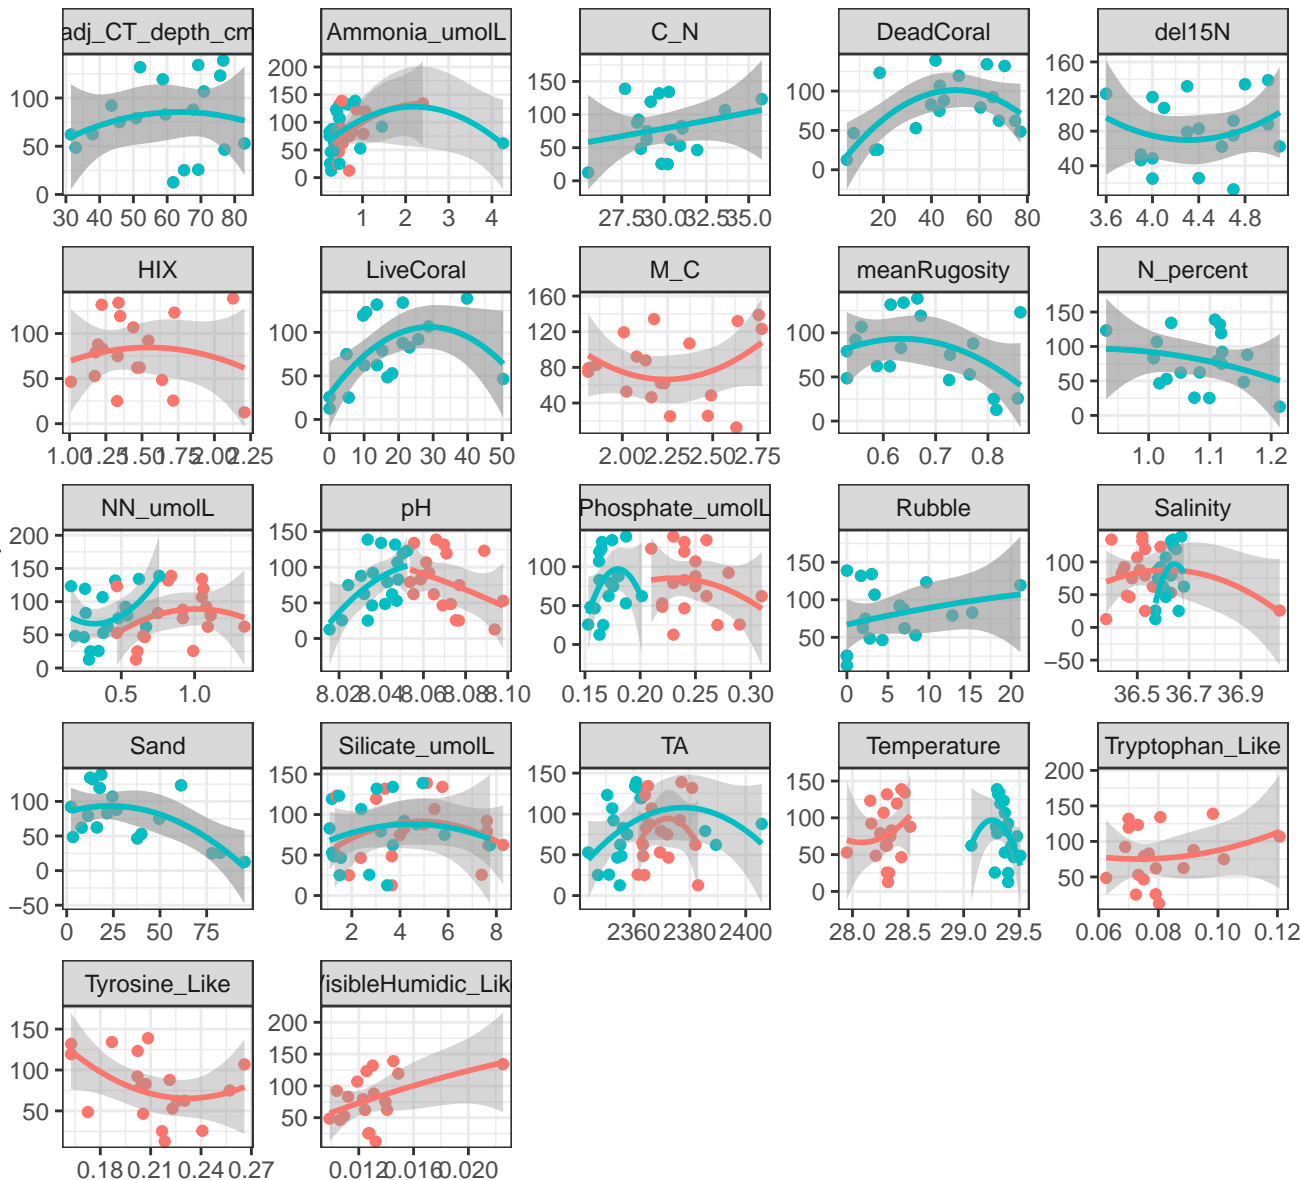 adj_CT_depth_cm Ammonia_umolL C_N DeadCoral del15N
100 50 0
30 40 50 60 70 80
200 150 100 50 0
1 2 3 4
150 100 50 0
27.5 30.0 32.5 35.0
100 50 0
20 40 60 80
160 120 80 40
3.6 4.0 4.4 4.8
HIX LiveCoral M_C meanRugosity N_percent
100 50 0
1.00 1.25 1.50 1.75 2.00 2.25
100 50 0
0 10 20 30 40 50
160 120 80 40
2.00 2.25 2.50 2.75
100 50 0
0.6 0.7 0.8
150 100 50 0
1.0 1.1 1.2
NN_umolL pH Phosphate_umolL Rubble Salinity
200 150 100 50 0
0.5 1.0
150 100 50 0
8.02 8.04 8.06 8.08 8.10
100 50 0
0.15 0.20 0.25 0.30
150 100 50
0 5 10 15 20
100 50 0 −50
36.5 36.7 36.9
Sand Silicate_umolL TA Temperature Tryptophan_Like
100 50 0 −50
0 25 50 75
150 100 50 0
2 4 6 8
150 100 50 0
2360 2380 2400
150 100 50 0
28.0 28.5 29.0 29.5
200 150 100 50
0.06 0.08 0.10 0.12
Tyrosine_Like VisibleHumidic_Lik
150 100 50
0.18 0.21 0.24 0.27
200 150 100 50 0
0.012 0.016 0.020